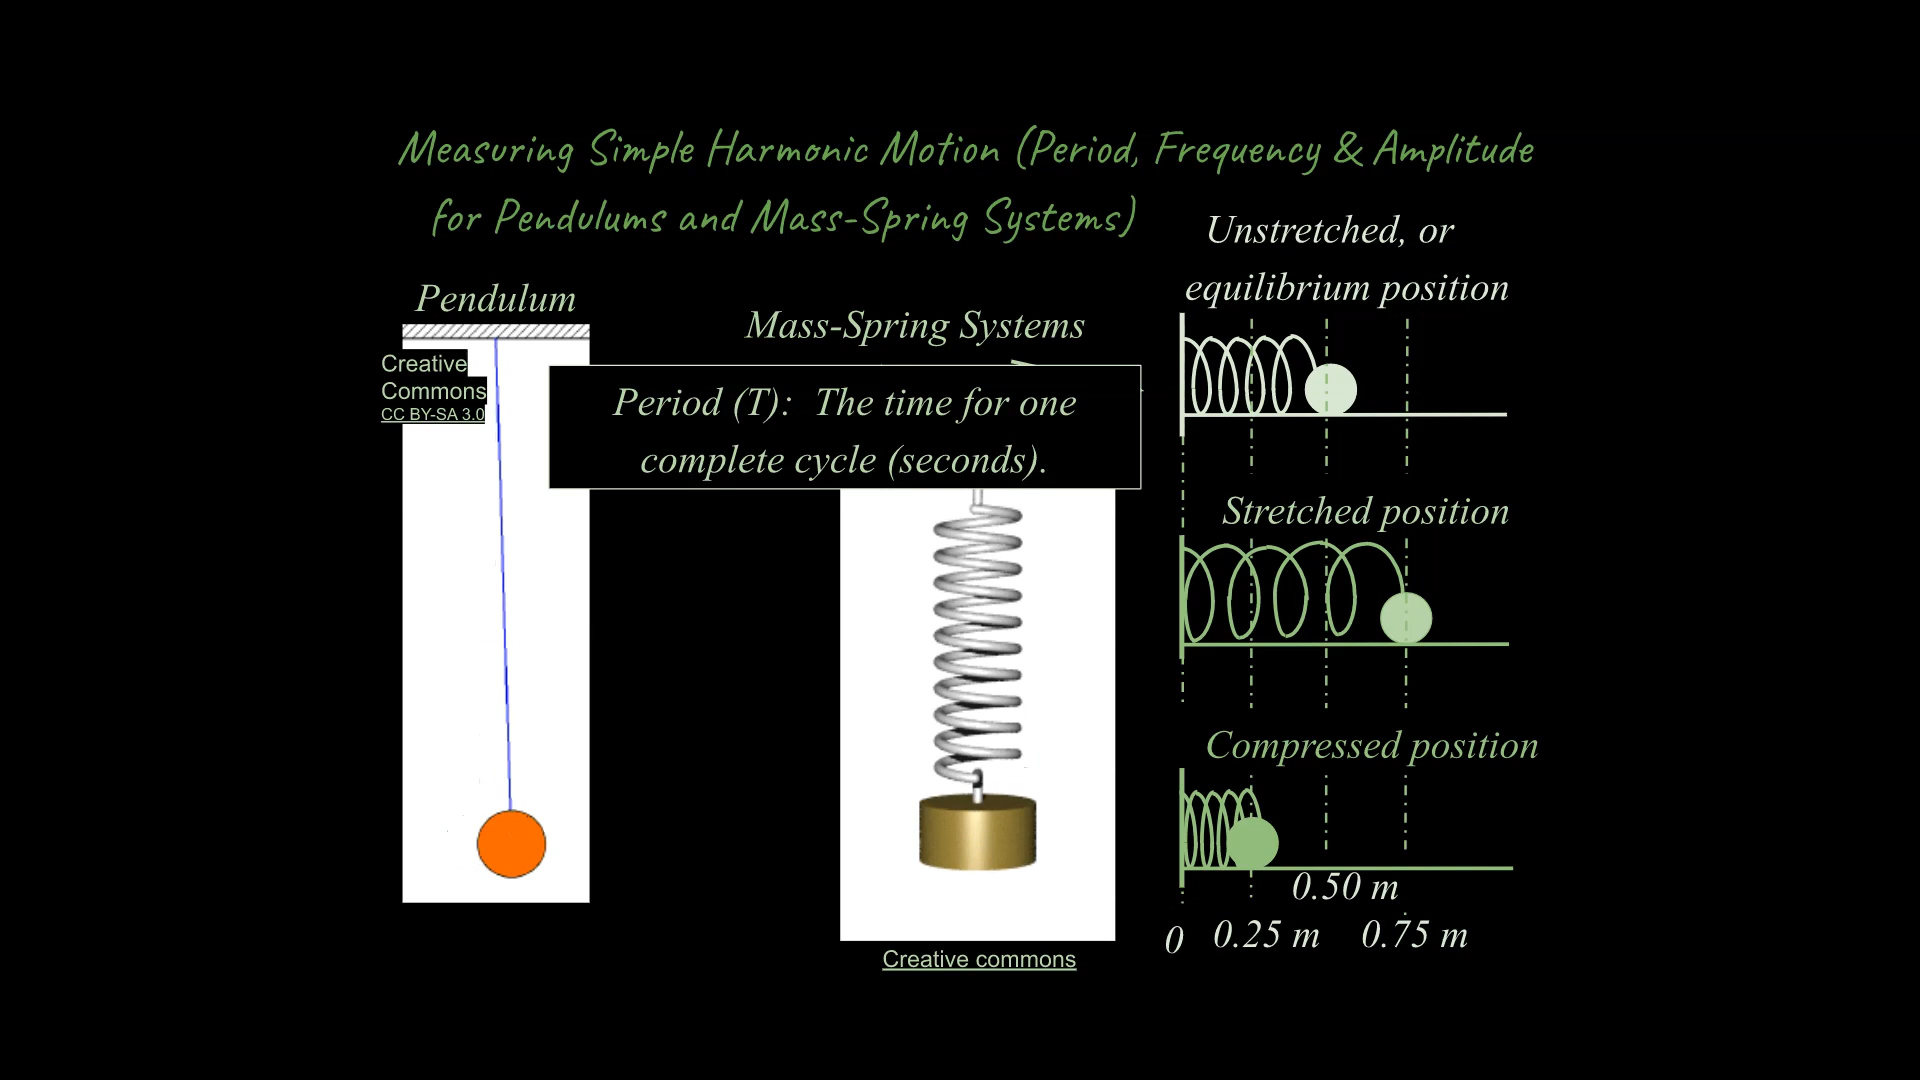 Measuring Simple Harmonic Motion (Period, Frequency & Amplitude
for Pendulums and Mass-Spring Systems)
Unstretched, or
equilibrium position
Pendulum
Mass-Spring Systems
Creative
Commons
CC BY-SA 3.0
Period (T):  The time for one
complete cycle (seconds).
Stretched position
Compressed position
0.50 m
0 0.25 m 0.75 m
Creative commons